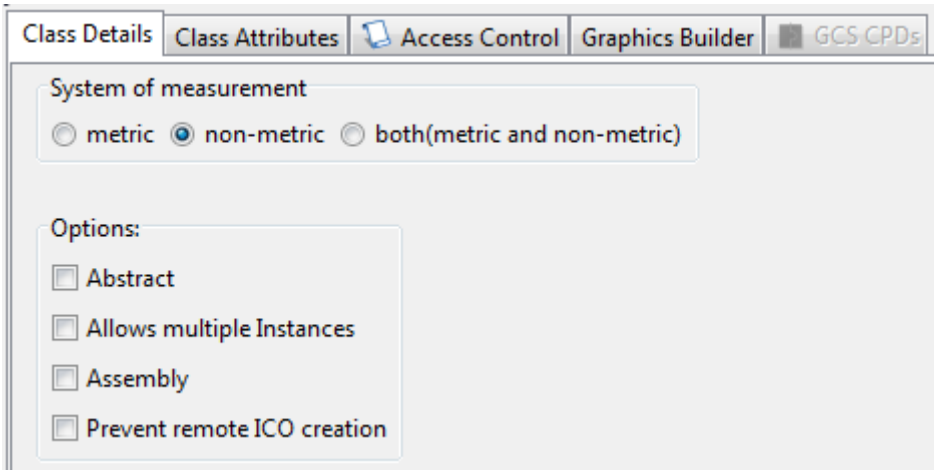 Class Details Class Attributes Access Control Graphics Builder GCS CPDs
System of measurement
metric non-metric both(metric and non-metric)
Options:
Abstract
Allows multiple Instances
Assembly
Prevent remote ICO creation